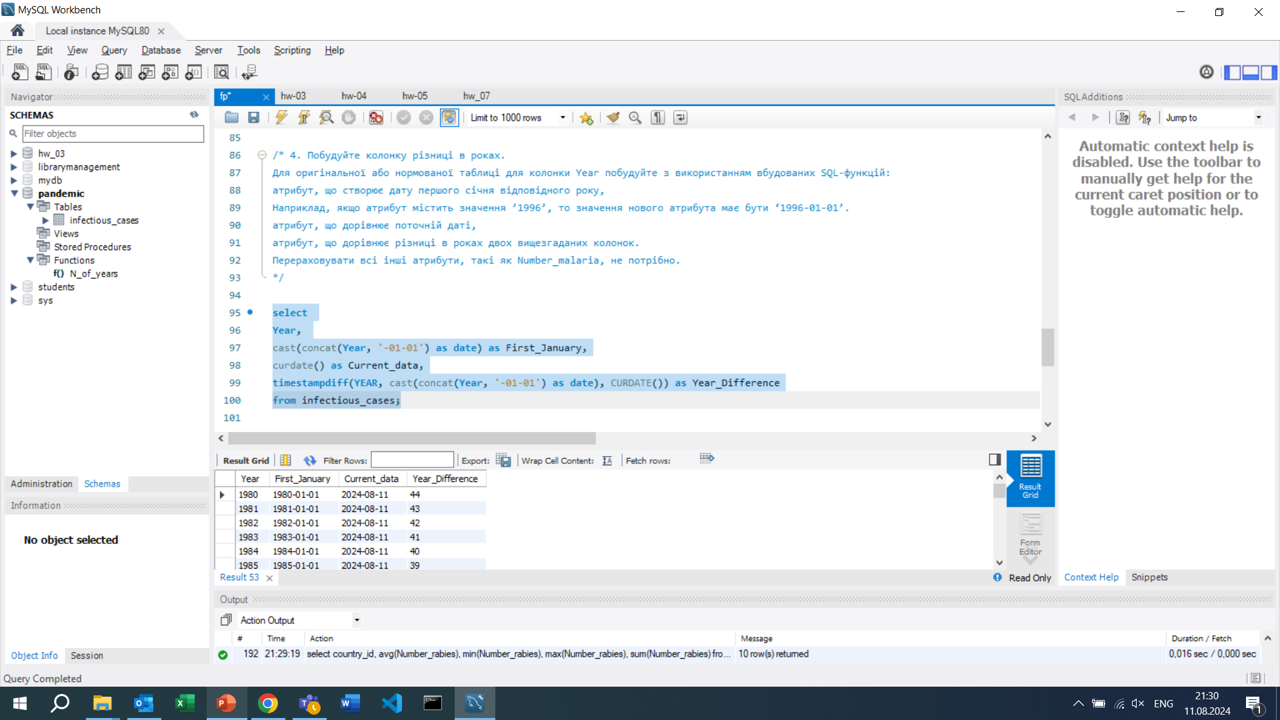 MySQL Workbench
Local instance MySQL80
File Edit View Query Database Server Tools Scripting Help
Navigator
SCHEMAS
Filter objects
hw_03
librarymanagement
mydb
pandemic
Tables
infectious_cases
Views
Stored Procedures
Functions
f() N_of_years
students
sys
Administration Schemas
Information
No object selected
Object Info Session
Query Completed
fp* hw-03 hw-04 hw-05 hw_07
Limit to 1000 rows
85
86 /* 4. Побудуйте колонку різниці в роках.
87 Для оригінальної або нормованої таблиці для колонки Year побудуйте з використанням вбудованих SQL-функцій:
88 атрибут, що створює дату першого січня відповідного року,
89 Наприклад, якщо атрибут містить значення ’1996’, то значення нового атрибута має бути ‘1996-01-01’.
90 атрибут, що дорівнює поточній даті,
91 атрибут, що дорівнює різниці в роках двох вищезгаданих колонок.
92 Перераховувати всі інші атрибути, такі як Number_malaria, не потрібно.
93 */
94
95 select
96 Year,
97 cast(concat(Year, '-01-01') as date) as First_January,
98 curdate() as Current_data,
99 timestampdiff(YEAR, cast(concat(Year, '-01-01') as date), CURDATE()) as Year_Difference
100 from infectious_cases;
101
Result Grid Filter Rows: Export: Wrap Cell Content: Fetch rows:
Year First_January Current_data Year_Difference
1980 1980-01-01 2024-08-11 44
1981 1981-01-01 2024-08-11 43
1982 1982-01-01 2024-08-11 42
1983 1983-01-01 2024-08-11 41
1984 1984-01-01 2024-08-11 40
1985 1985-01-01 2024-08-11 39
Result Grid
Form Editor
Result 53
Read Only
Output
Action Output
# Time Action Message Duration / Fetch
192 21:29:19 select country_id, avg(Number_rabies), min(Number_rabies), max(Number_rabies), sum(Number_rabies) fro... 10 row(s) returned 0,016 sec / 0,000 sec
SQLAdditions
Jump to
Automatic context help is
disabled. Use the toolbar to
manually get help for the
current caret position or to
toggle automatic help.
Context Help Snippets
ENG
21:30
11.08.2024
1